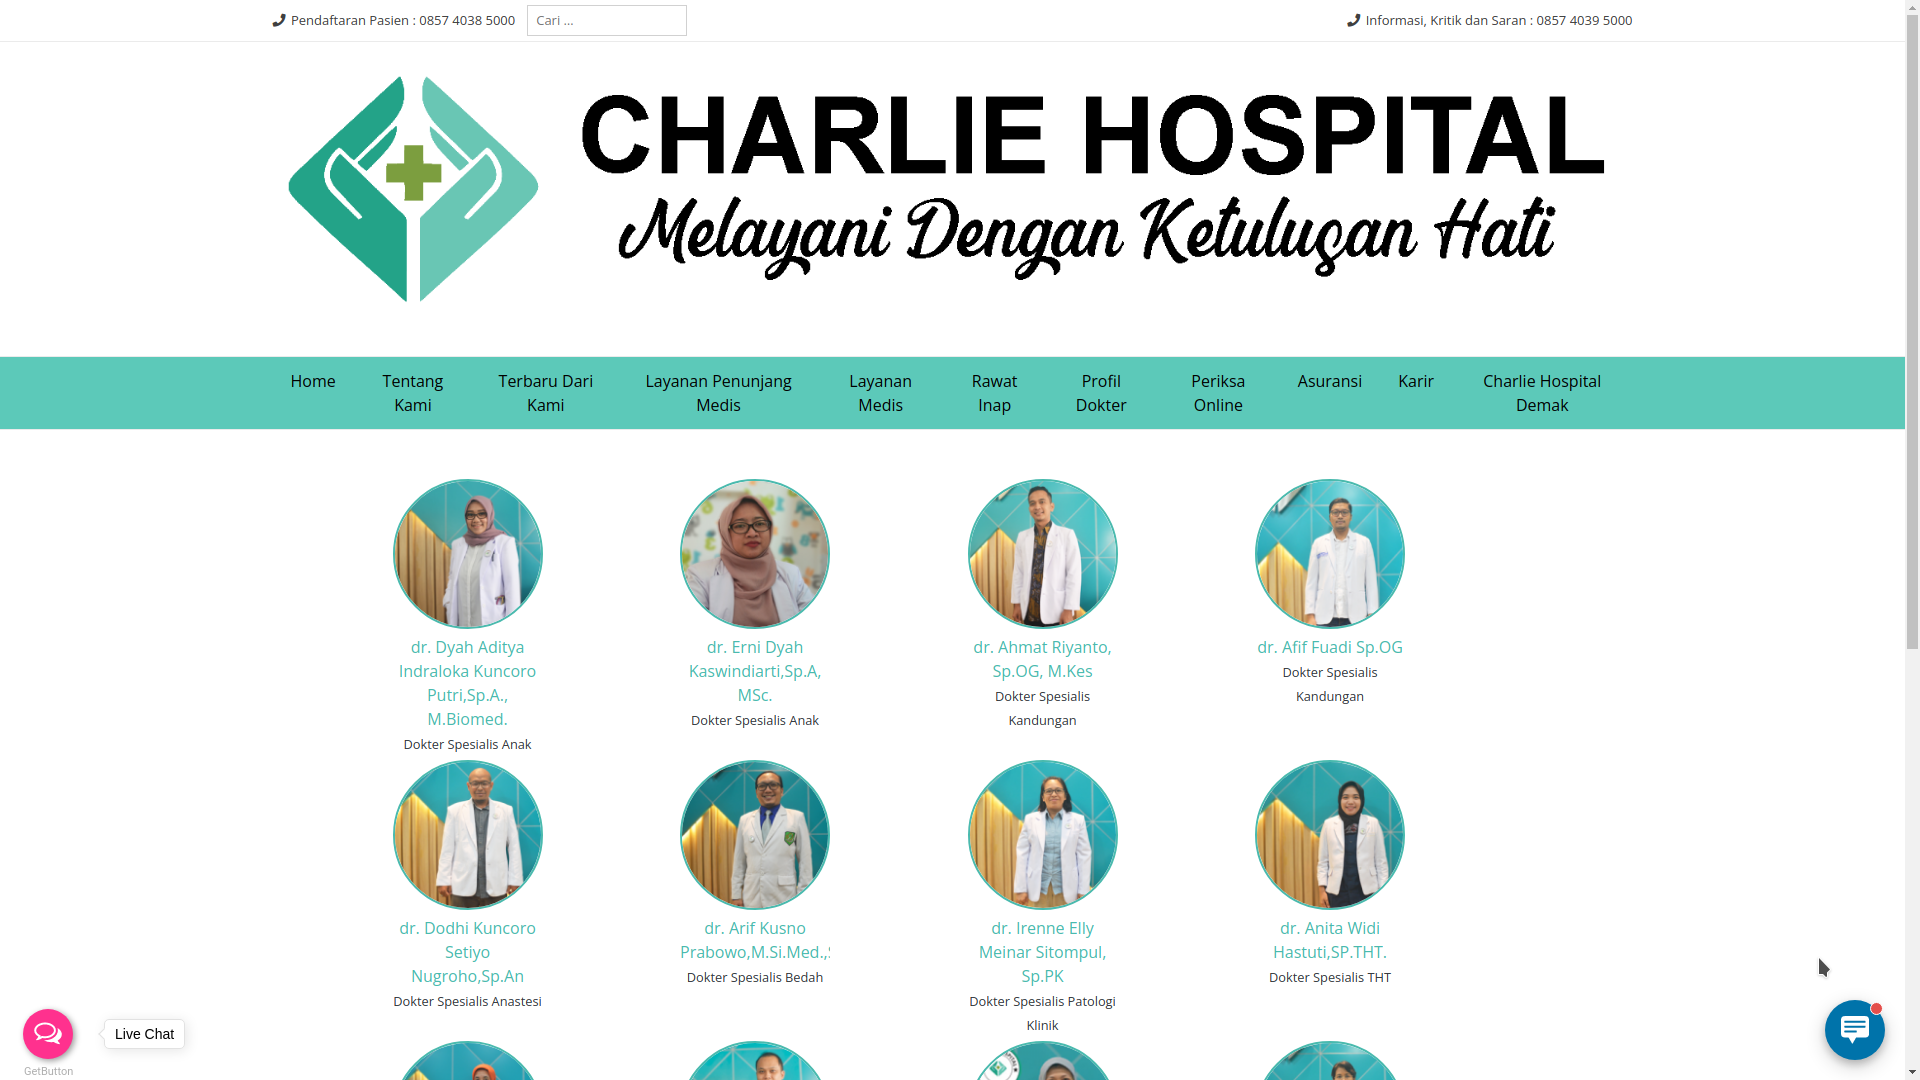 Pendaftaran Pasien : 0857 4038 5000
Cari ...
Informasi, Kritik dan Saran : 0857 4039 5000
CHARLIE HOSPITAL
Melayani Dengan Ketulusan Hati
Home
Tentang Kami
Terbaru Dari Kami
Layanan Penunjang Medis
Layanan Medis
Rawat Inap
Profil Dokter
Periksa Online
Asuransi
Karir
Charlie Hospital Demak
dr. Dyah Aditya
Indraloka Kuncoro
Putri,Sp.A.,
M.Biomed.
Dokter Spesialis Anak
dr. Erni Dyah
Kaswindiarti,Sp.A,
MSc.
Dokter Spesialis Anak
dr. Ahmat Riyanto,
Sp.OG, M.Kes
Dokter Spesialis
Kandungan
dr. Afif Fuadi Sp.OG
Dokter Spesialis
Kandungan
dr. Dodhi Kuncoro
Setiyo
Nugroho,Sp.An
Dokter Spesialis Anastesi
dr. Arif Kusno
Prabowo,M.Si.Med.,
Dokter Spesialis Bedah
dr. Irenne Elly
Meinar Sitompul,
Sp.PK
Dokter Spesialis Patologi
Klinik
dr. Anita Widi
Hastuti,SP.THT.
Dokter Spesialis THT
Live Chat
GetButton